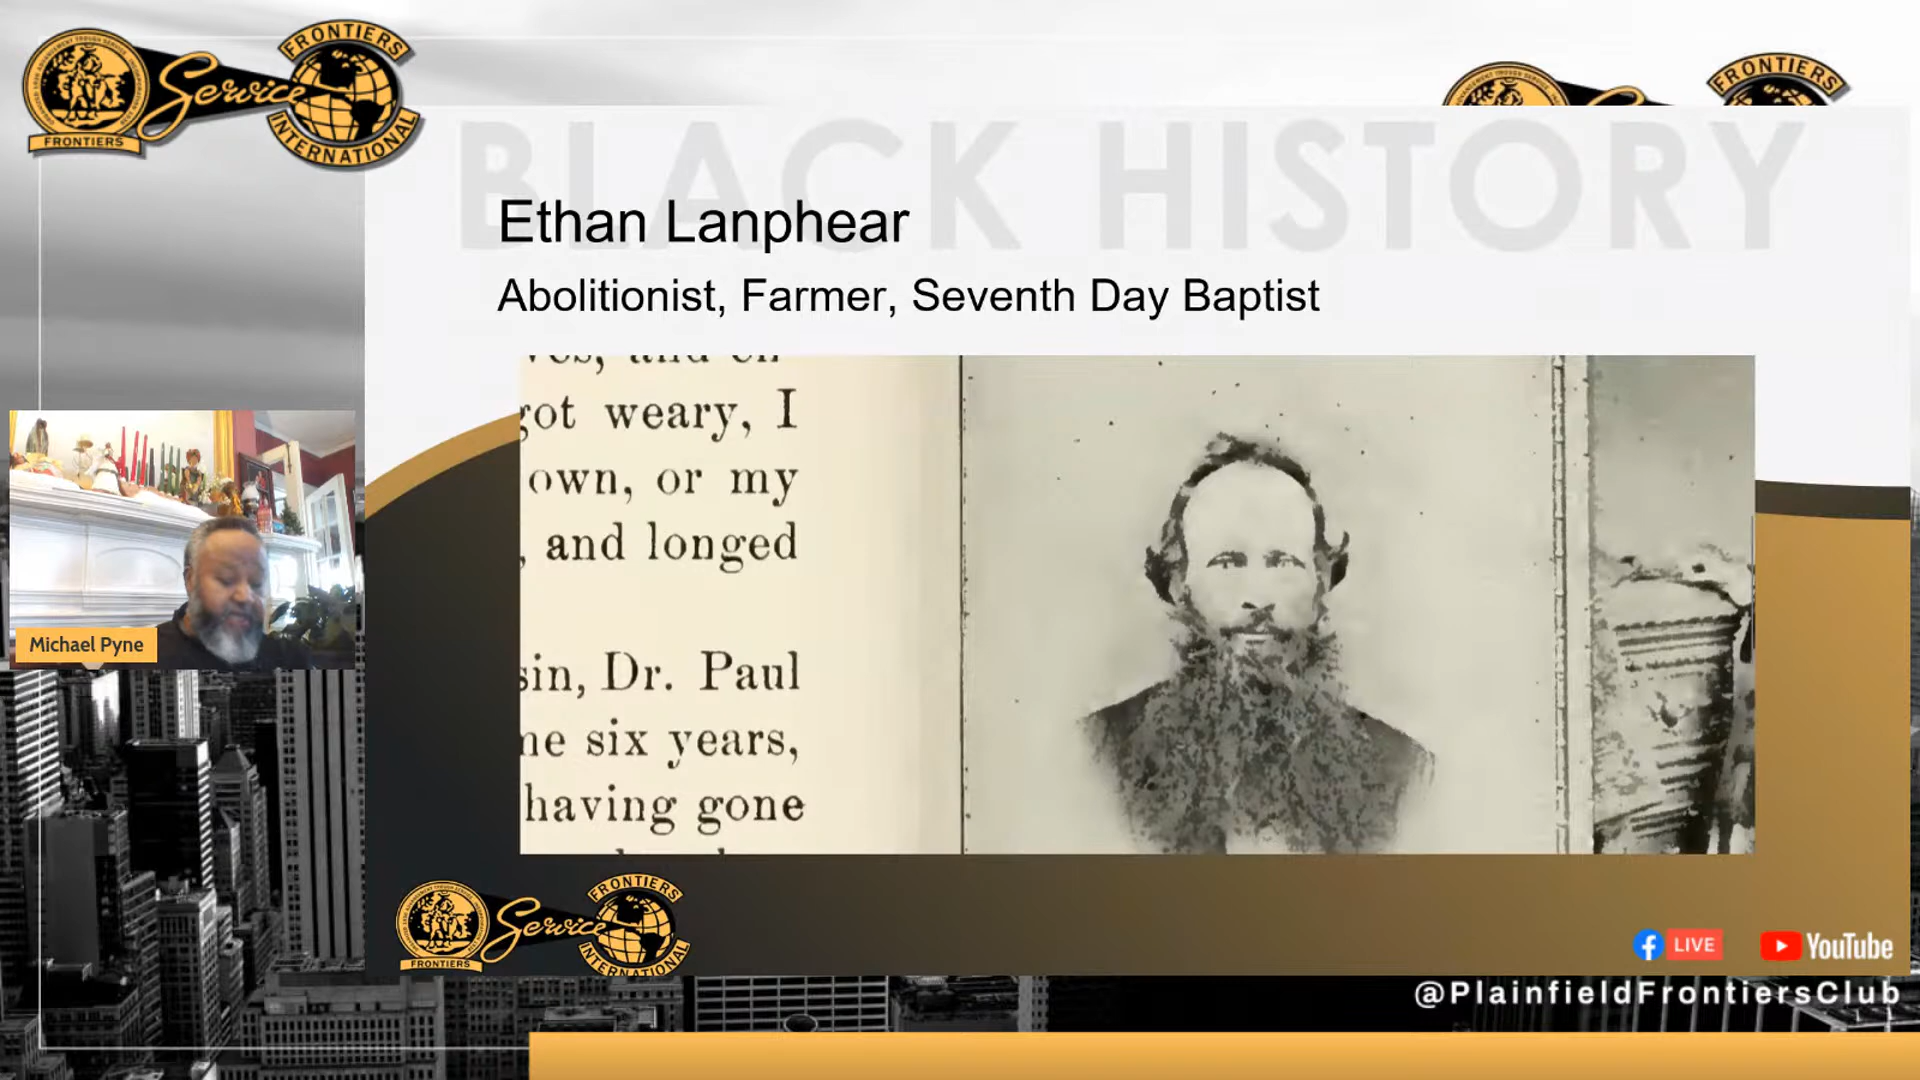 Service
FRONTIERS
FRONTIERS
INTERNATIONAL
FRONTIERS
BLACK HISTORY
Ethan Lanphear
Abolitionist, Farmer, Seventh Day Baptist
got weary, I
own, or my
, and longed
sin, Dr. Paul
six years,
having gone
Michael Pyne
Service
FRONTIERS
FRONTIERS
INTERNATIONAL
LIVE
YouTube
@PlainfieldFrontiersClub